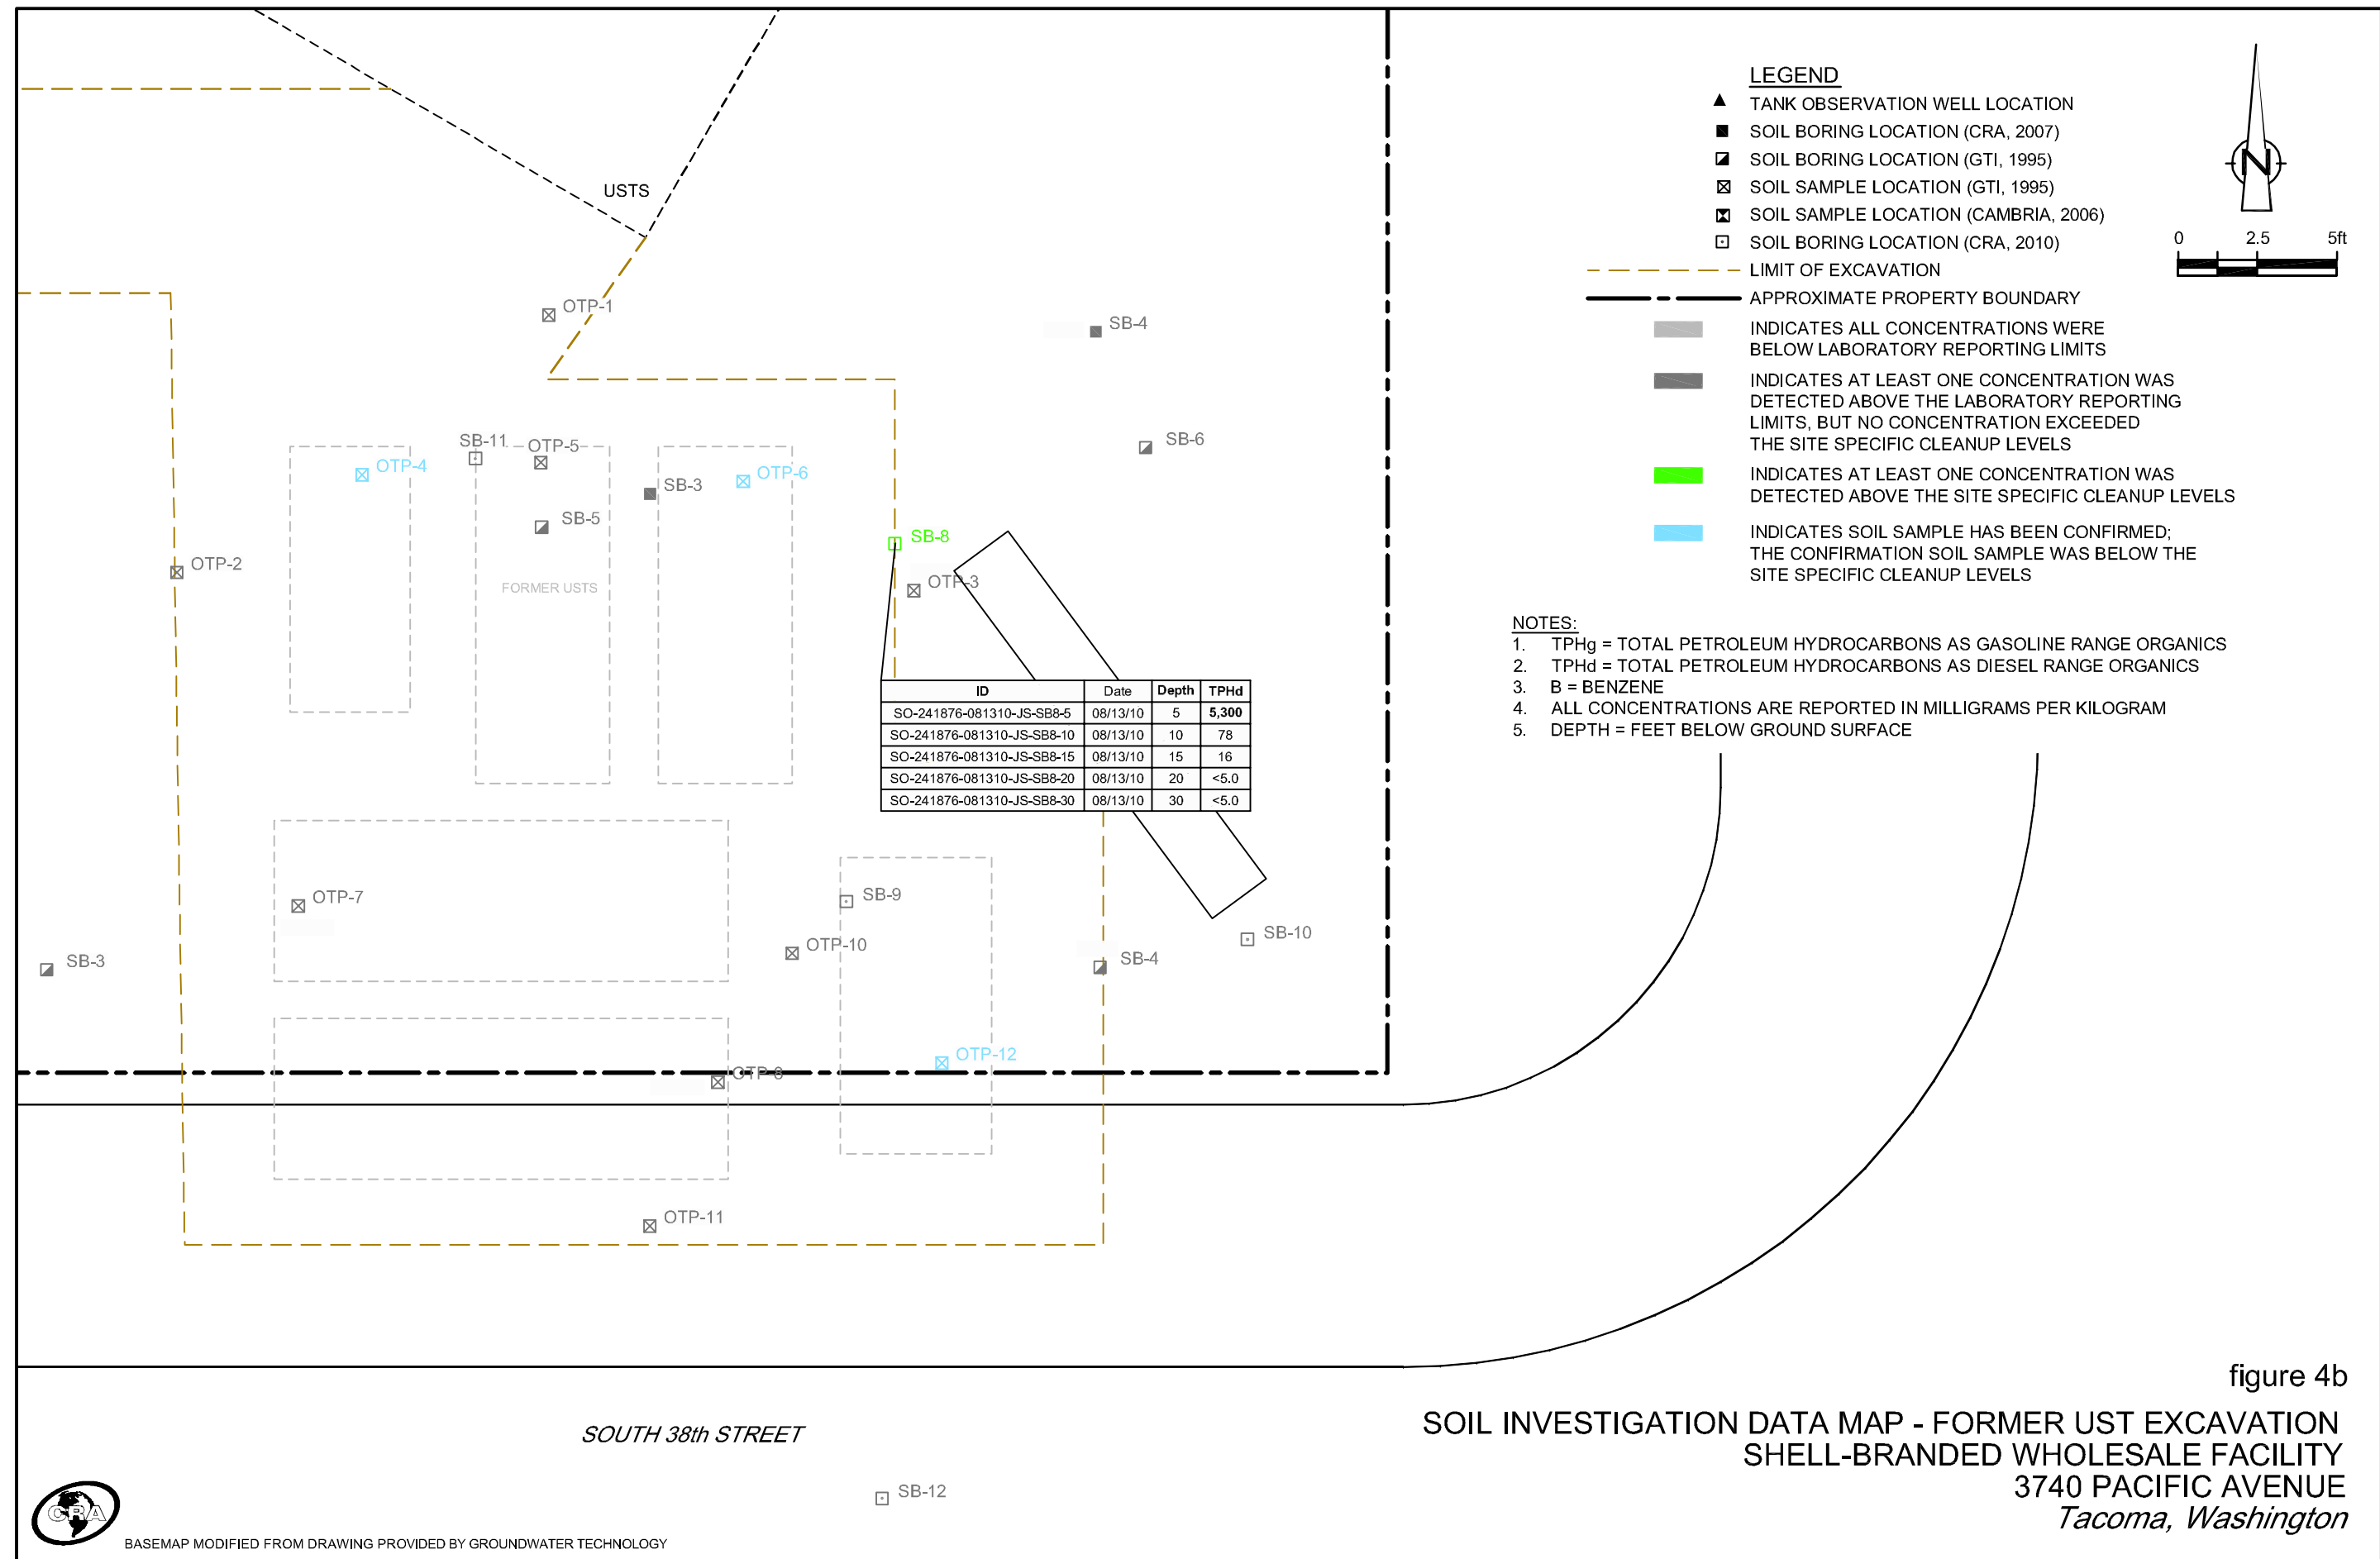 LEGEND
TANK OBSERVATION WELL LOCATION
SOIL BORING LOCATION (CRA, 2007)
SOIL BORING LOCATION (GTI, 1995)
SOIL SAMPLE LOCATION (GTI, 1995)
SOIL SAMPLE LOCATION (CAMBRIA, 2006)
SOIL BORING LOCATION (CRA, 2010)
LIMIT OF EXCAVATION
APPROXIMATE PROPERTY BOUNDARY
INDICATES ALL CONCENTRATIONS WERE
BELOW LABORATORY REPORTING LIMITS
INDICATES AT LEAST ONE CONCENTRATION WAS
DETECTED ABOVE THE LABORATORY REPORTING
LIMITS, BUT NO CONCENTRATION EXCEEDED
THE SITE SPECIFIC CLEANUP LEVELS
INDICATES AT LEAST ONE CONCENTRATION WAS
DETECTED ABOVE THE SITE SPECIFIC CLEANUP LEVELS
INDICATES SOIL SAMPLE HAS BEEN CONFIRMED;
THE CONFIRMATION SOIL SAMPLE WAS BELOW THE
SITE SPECIFIC CLEANUP LEVELS
N
0 2.5 5ft
NOTES:
1. TPHg = TOTAL PETROLEUM HYDROCARBONS AS GASOLINE RANGE ORGANICS
2. TPHd = TOTAL PETROLEUM HYDROCARBONS AS DIESEL RANGE ORGANICS
3. B = BENZENE
4. ALL CONCENTRATIONS ARE REPORTED IN MILLIGRAMS PER KILOGRAM
5. DEPTH = FEET BELOW GROUND SURFACE
USTS
OTP-1
SB-4
SB-11
OTP-5
SB-6
OTP-4
OTP-6
SB-3
SB-5
SB-8
OTP-2
OTP-3
FORMER USTS
ID Date Depth TPHd
SO-241876-081310-JS-SB8-5 08/13/10 5 5,300
SO-241876-081310-JS-SB8-10 08/13/10 10 78
SO-241876-081310-JS-SB8-15 08/13/10 15 16
SO-241876-081310-JS-SB8-20 08/13/10 20 <5.0
SO-241876-081310-JS-SB8-30 08/13/10 30 <5.0
OTP-7
SB-9
SB-10
OTP-10
SB-3
SB-4
OTP-12
OTP-8
OTP-11
SOUTH 38th STREET
SB-12
CRA
BASEMAP MODIFIED FROM DRAWING PROVIDED BY GROUNDWATER TECHNOLOGY
figure 4b
SOIL INVESTIGATION DATA MAP - FORMER UST EXCAVATION
SHELL-BRANDED WHOLESALE FACILITY
3740 PACIFIC AVENUE
Tacoma, Washington